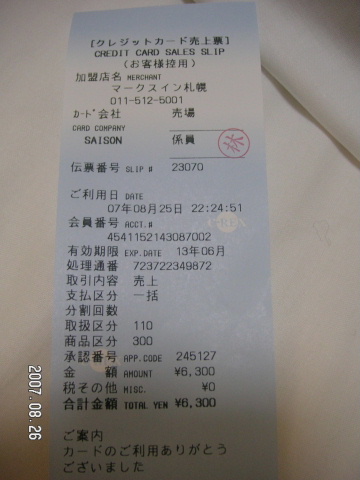 [クレジットカード売上票]
CREDIT CARD SALES SLIP
(お客様控用)
加盟店名 MERCHANT
マークスイン札幌
011-512-5001
ｶｰﾄﾞ会社 売場
CARD COMPANY
SAISON 係員 林
伝票番号 SLIP # 23070
ご利用日 DATE
07年08月25日 22:24:51
会員番号 ACCT.#
4541152143087002
有効期限 EXP.DATE 13年06月
処理通番 723722349872
取引内容 売上
支払区分 一括
分割回数
取扱区分 110
商品区分 300
承認番号 APP.CODE 245127
金 額 AMOUNT ¥6,300
税その他 MISC. ¥0
合計金額 TOTAL YEN ¥6,300
ご案内
カードのご利用ありがとう
ございました
2007. 08. 26